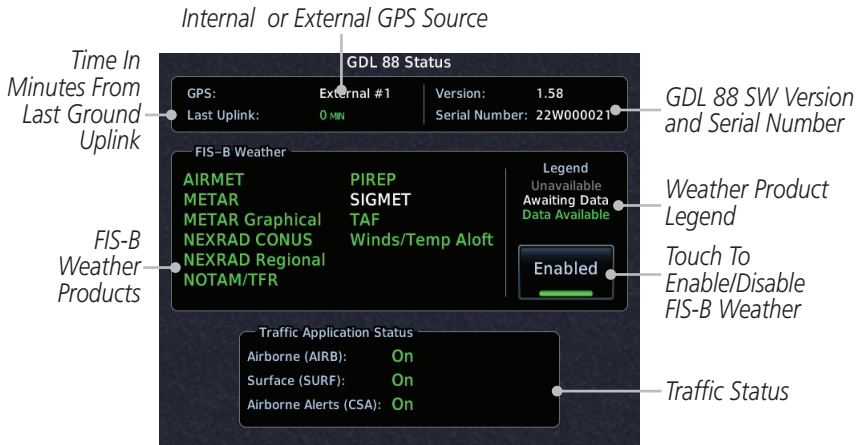 Internal or External GPS Source
Time In
Minutes From
Last Ground
Uplink
GDL 88 Status
GPS: External #1
Last Uplink: 0 MIN
Version: 1.58
Serial Number: 22W000021
GDL 88 SW Version
and Serial Number
FIS-B Weather
AIRMET
METAR
METAR Graphical
NEXRAD CONUS
NEXRAD Regional
NOTAM/TFR
PIREP
SIGMET
TAF
Winds/Temp Aloft
Legend
Unavailable
Awaiting Data
Data Available
Enabled
FIS-B
Weather
Products
Weather Product
Legend
Touch To
Enable/Disable
FIS-B Weather
Traffic Application Status
Airborne (AIRB): On
Surface (SURF): On
Airborne Alerts (CSA): On
Traffic Status